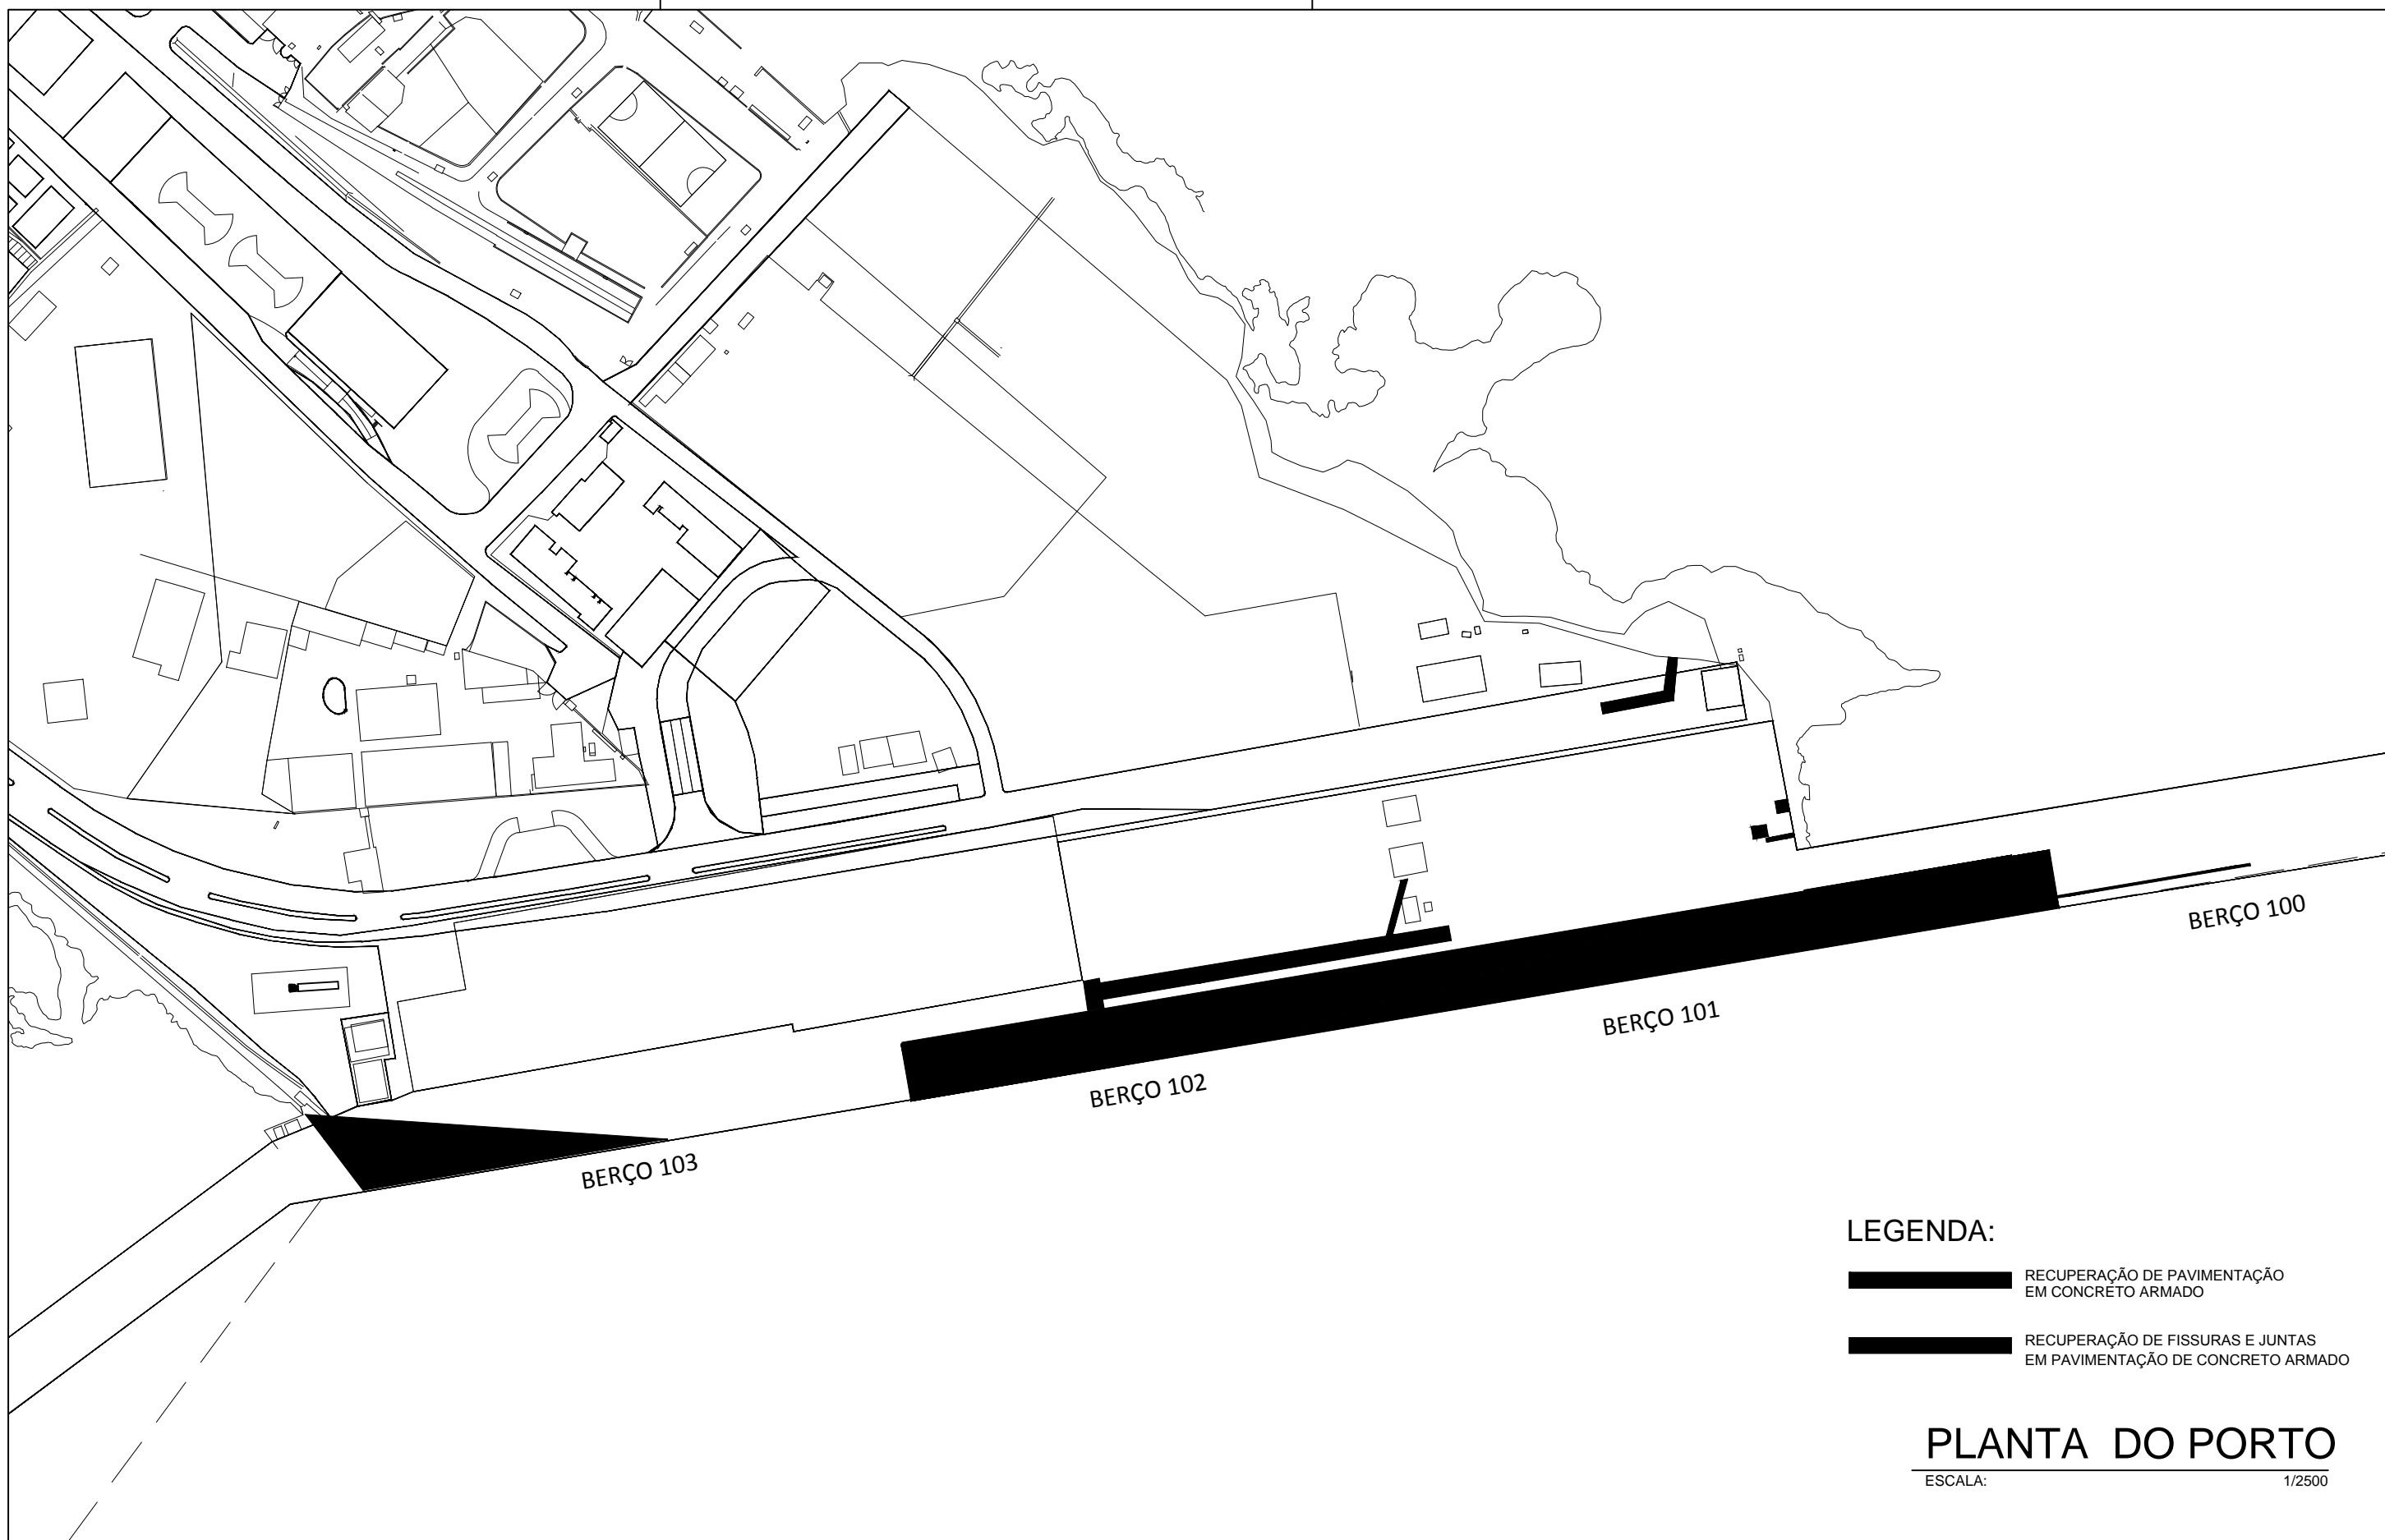 BERÇO 100
BERÇO 101
BERÇO 102
BERÇO 103
LEGENDA:
RECUPERAÇÃO DE PAVIMENTAÇÃO
EM CONCRETO ARMADO
RECUPERAÇÃO DE FISSURAS E JUNTAS
EM PAVIMENTAÇÃO DE CONCRETO ARMADO
PLANTA DO PORTO
ESCALA: 1/2500